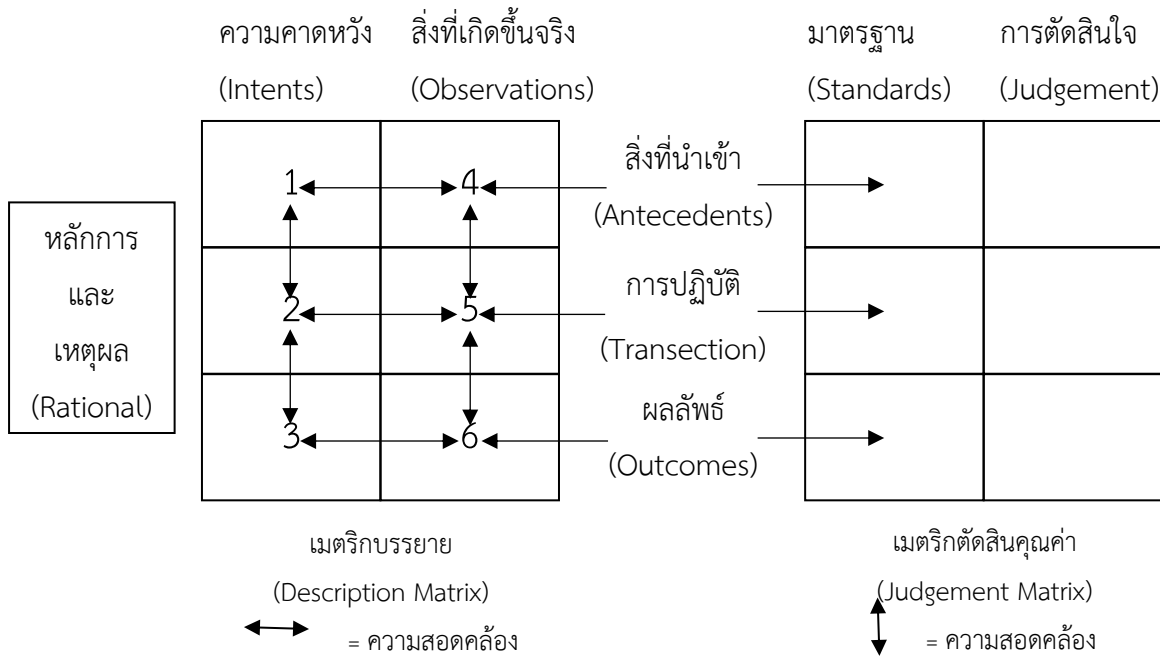 ความคาดหวัง สิ่งที่เกิดขึ้นจริง มาตรฐาน การตัดสินใจ
(Intents) (Observations) (Standards) (Judgement)
หลักการ
และ
เหตุผล
(Rational)
1 4
2 5
3 6
สิ่งที่นำเข้า
(Antecedents)
การปฏิบัติ
(Transection)
ผลลัพธ์
(Outcomes)
เมตริกบรรยาย
(Description Matrix)
= ความสอดคล้อง
เมตริกตัดสินคุณค่า
(Judgement Matrix)
= ความสอดคล้อง